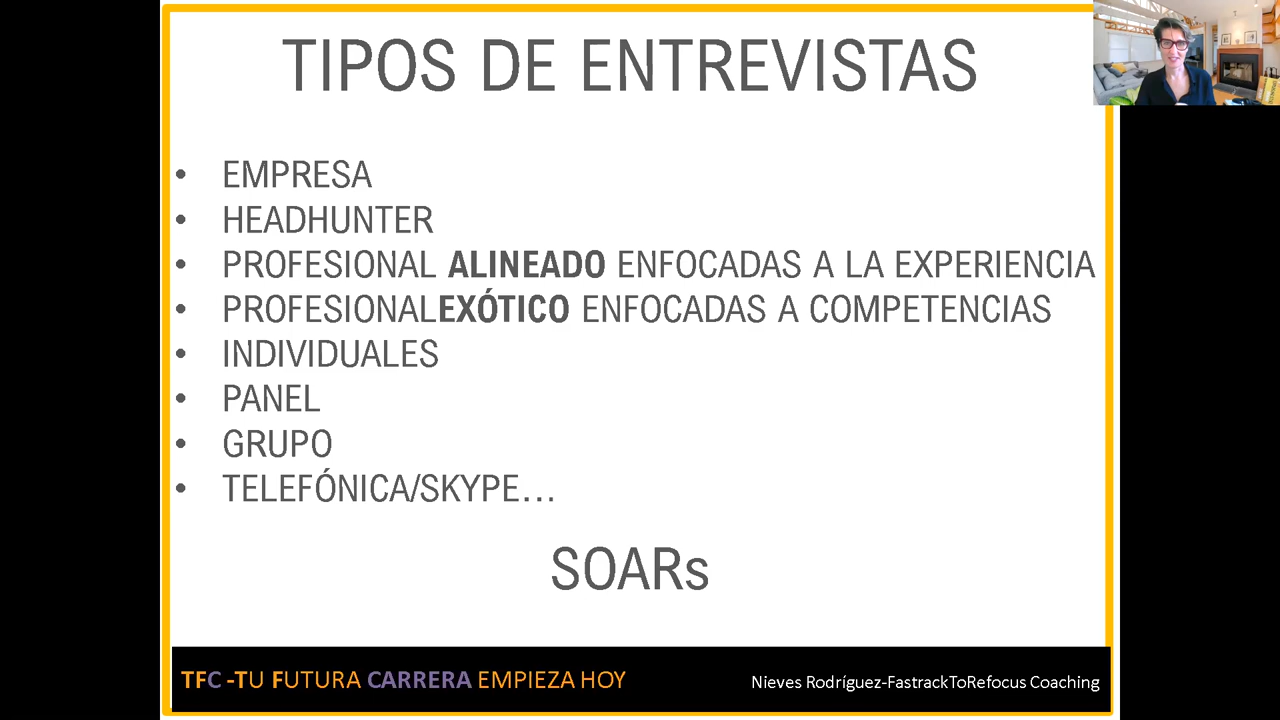 TIPOS DE ENTREVISTAS
• EMPRESA
• HEADHUNTER
• PROFESIONAL ALINEADO ENFOCADAS A LA EXPERIENCIA
• PROFESIONALEXÓTICO ENFOCADAS A COMPETENCIAS
• INDIVIDUALES
• PANEL
• GRUPO
• TELEFÓNICA/SKYPE...
SOARs
TFC -TU FUTURA CARRERA EMPIEZA HOY
Nieves Rodríguez-FastrackToRefocus Coaching